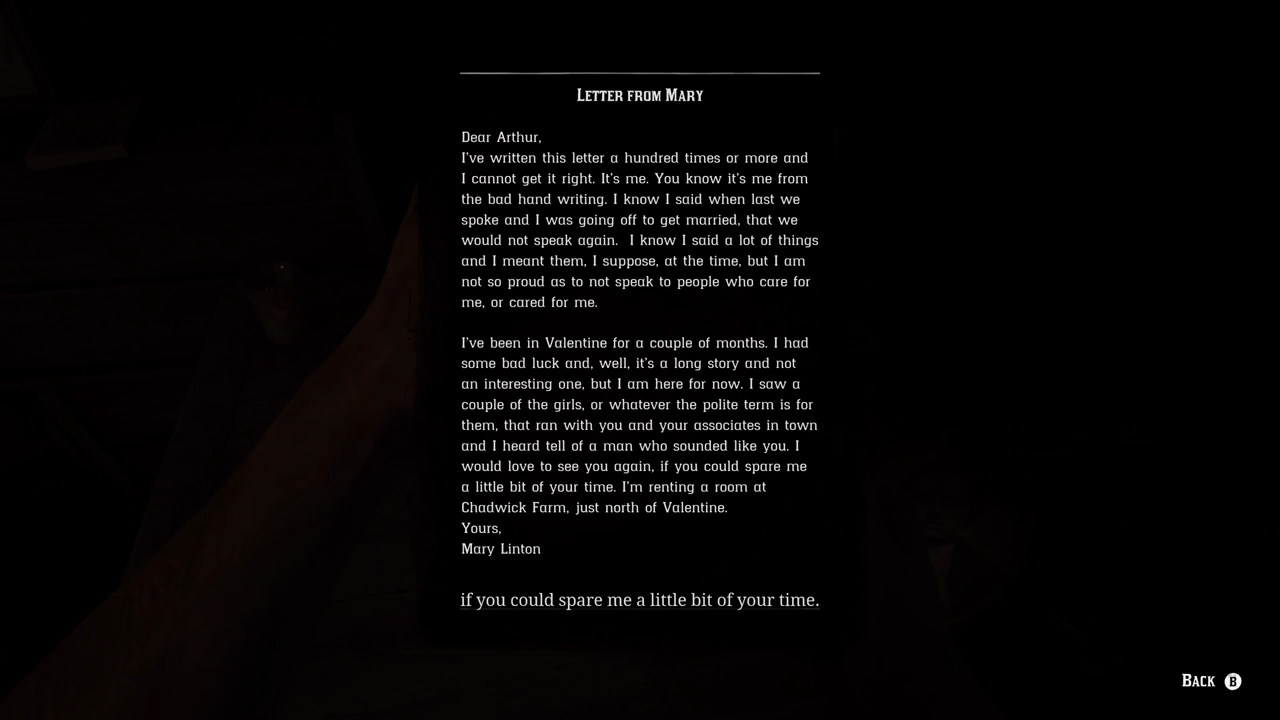 Letter from Mary
Dear Arthur,
I've written this letter a hundred times or more and
I cannot get it right. It's me. You know it's me from
the bad hand writing. I know I said when last we
spoke and I was going off to get married, that we
would not speak again.  I know I said a lot of things
and I meant them, I suppose, at the time, but I am
not so proud as to not speak to people who care for
me, or cared for me.
I've been in Valentine for a couple of months. I had
some bad luck and, well, it's a long story and not
an interesting one, but I am here for now. I saw a
couple of the girls, or whatever the polite term is for
them, that ran with you and your associates in town
and I heard tell of a man who sounded like you. I
would love to see you again, if you could spare me
a little bit of your time. I'm renting a room at
Chadwick Farm, just north of Valentine.
Yours,
Mary Linton
if you could spare me a little bit of your time.
Back B